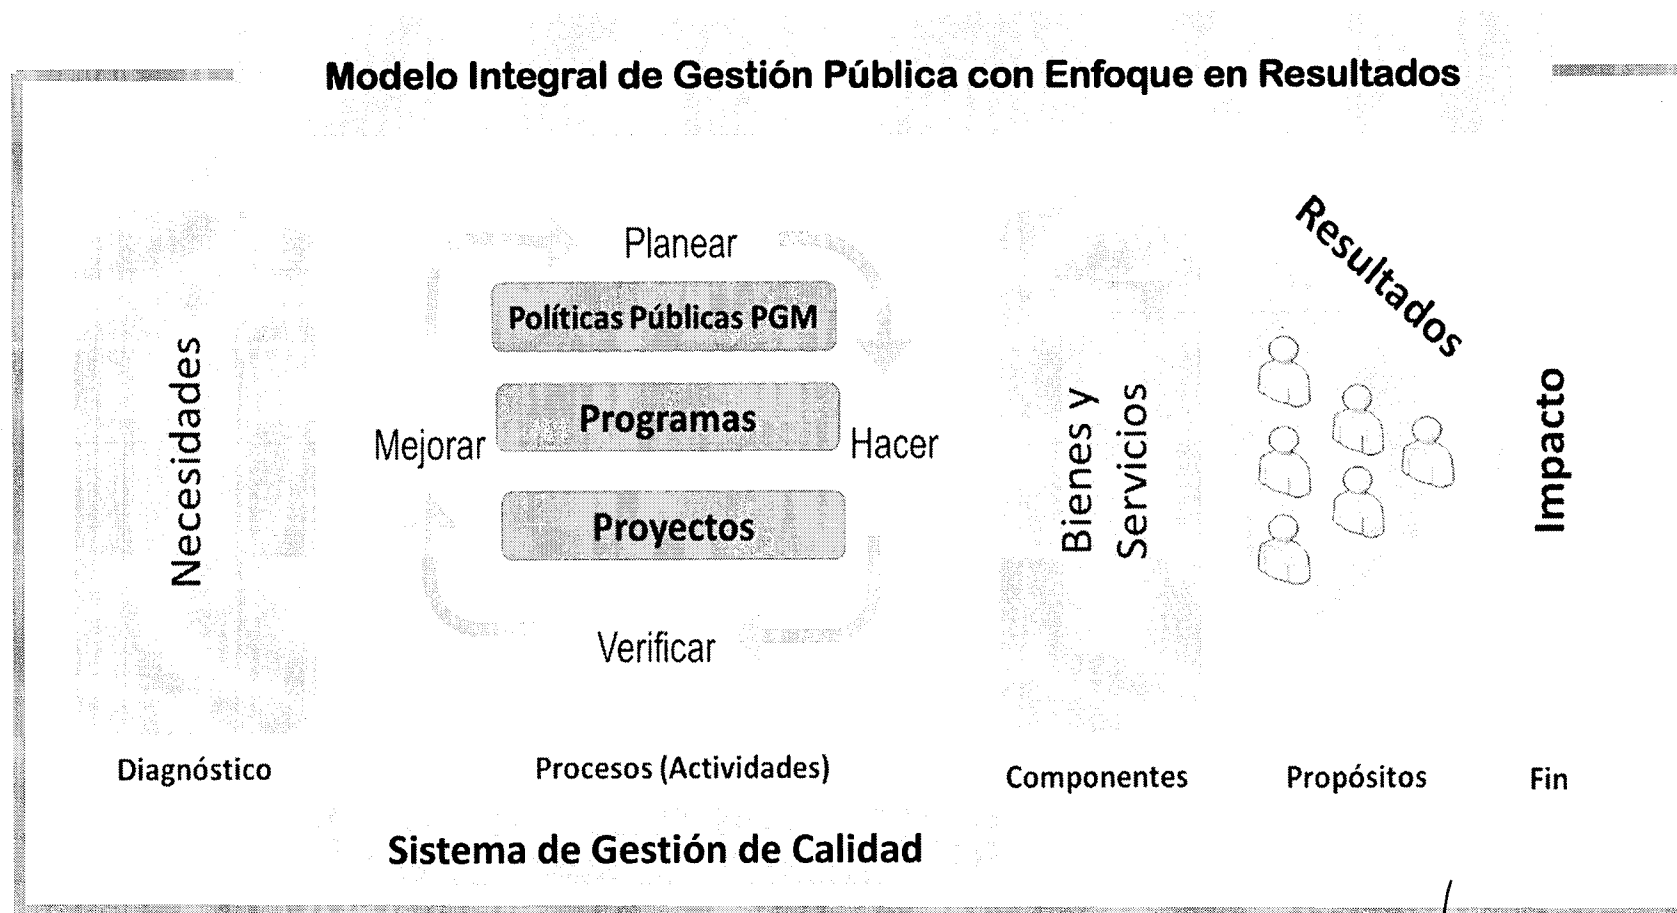 Modelo Integral de Gestión Pública con Enfoque en Resultados
Necesidades
Planear
Políticas Públicas PGM
Programas
Proyectos
Mejorar
Hacer
Verificar
Bienes y
Servicios
Resultados
Impacto
Diagnóstico
Procesos (Actividades)
Componentes
Propósitos
Fin
Sistema de Gestión de Calidad